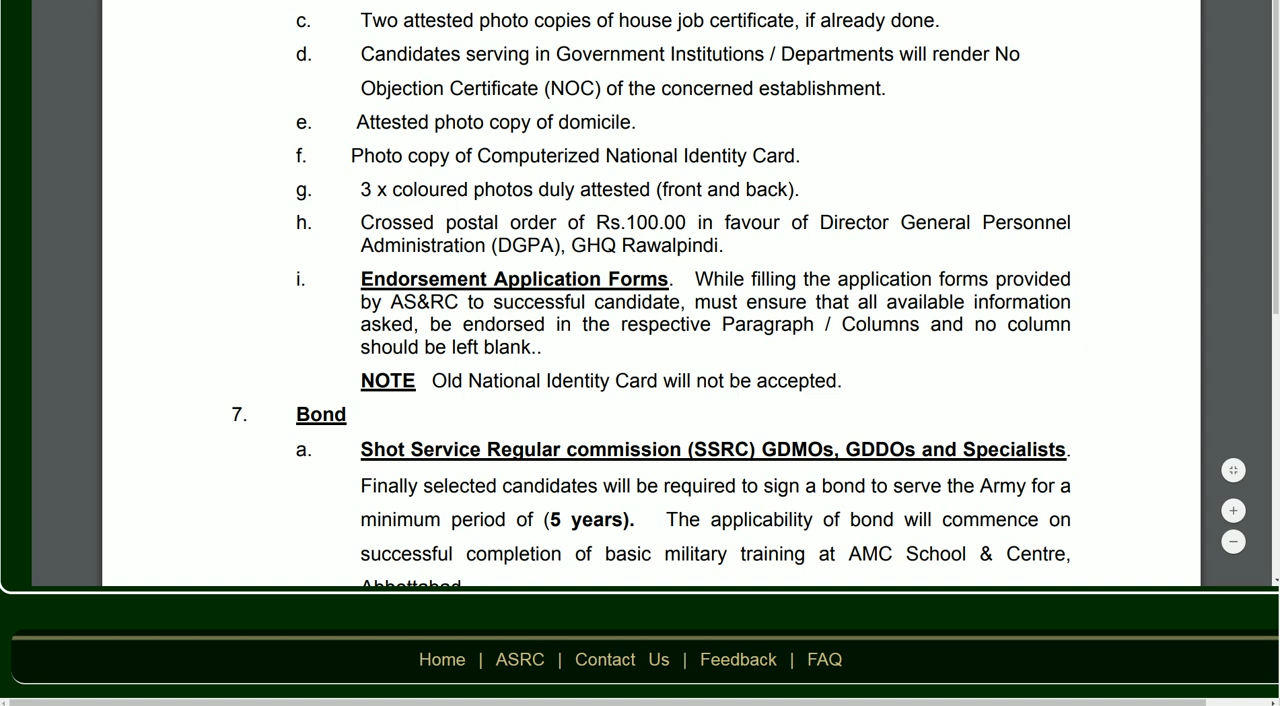 c. Two attested photo copies of house job certificate, if already done.
d. Candidates serving in Government Institutions / Departments will render No
Objection Certificate (NOC) of the concerned establishment.
e. Attested photo copy of domicile.
f. Photo copy of Computerized National Identity Card.
g. 3 x coloured photos duly attested (front and back).
h. Crossed postal order of Rs.100.00 in favour of Director General Personnel
Administration (DGPA), GHQ Rawalpindi.
i. Endorsement Application Forms. While filling the application forms provided
by AS&RC to successful candidate, must ensure that all available information
asked, be endorsed in the respective Paragraph / Columns and no column
should be left blank..
NOTE Old National Identity Card will not be accepted.
7. Bond
a. Shot Service Regular commission (SSRC) GDMOs, GDDOs and Specialists.
Finally selected candidates will be required to sign a bond to serve the Army for a
minimum period of (5 years). The applicability of bond will commence on
successful completion of basic military training at AMC School & Centre,
Abbottabad
Home | ASRC | Contact Us | Feedback | FAQ